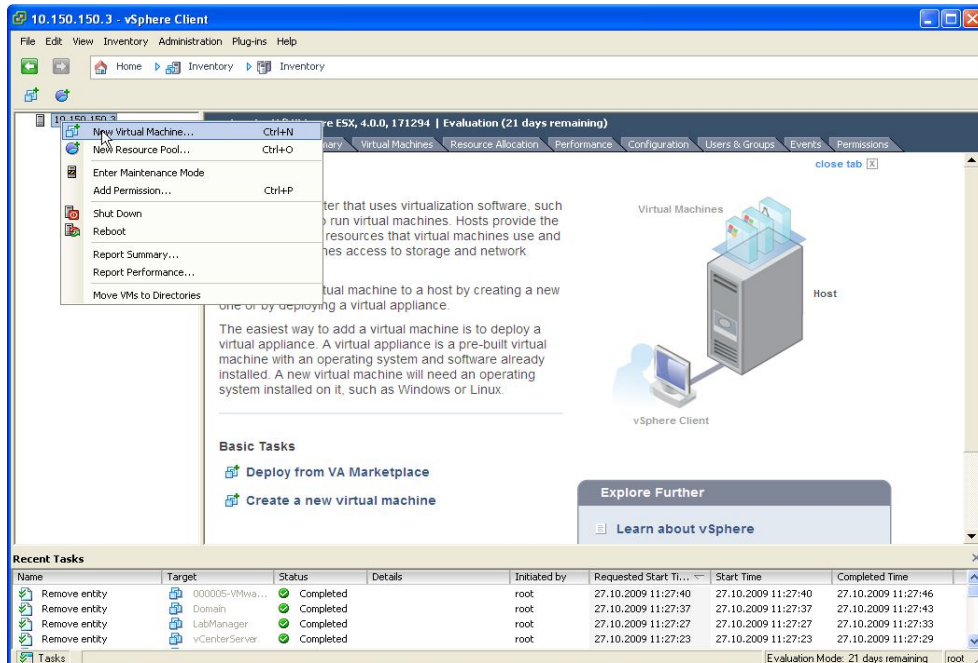 10.150.150.3 - vSphere Client
File Edit View Inventory Administration Plug-ins Help
Home Inventory Inventory
10.150.150.3
re ESX, 4.0.0, 171294 | Evaluation (21 days remaining)
New Virtual Machine... Ctrl+N
New Resource Pool... Ctrl+O
Enter Maintenance Mode
Add Permission... Ctrl+P
Shut Down
Reboot
Report Summary...
Report Performance...
Move VMs to Directories
mary Virtual Machines Resource Allocation Performance Configuration Users & Groups Events Permissions
close tab X
ter that uses virtualization software, such
run virtual machines. Hosts provide the
resources that virtual machines use and
nes access to storage and network
tual machine to a host by creating a new
one or by deploying a virtual appliance.
The easiest way to add a virtual machine is to deploy a
virtual appliance. A virtual appliance is a pre-built virtual
machine with an operating system and software already
installed. A new virtual machine will need an operating
system installed on it, such as Windows or Linux.
Virtual Machines
Host
vSphere Client
Basic Tasks
Deploy from VA Marketplace
Create a new virtual machine
Explore Further
Learn about vSphere
Recent Tasks
Name Target Status Details Initiated by Requested Start Ti... Start Time Completed Time
Remove entity 000005-VMwa... Completed root 27.10.2009 11:27:40 27.10.2009 11:27:40 27.10.2009 11:27:46
Remove entity Domain Completed root 27.10.2009 11:27:37 27.10.2009 11:27:37 27.10.2009 11:27:43
Remove entity LabManager Completed root 27.10.2009 11:27:27 27.10.2009 11:27:27 27.10.2009 11:27:33
Remove entity vCenterServer Completed root 27.10.2009 11:27:23 27.10.2009 11:27:23 27.10.2009 11:27:29
Tasks Evaluation Mode: 21 days remaining root